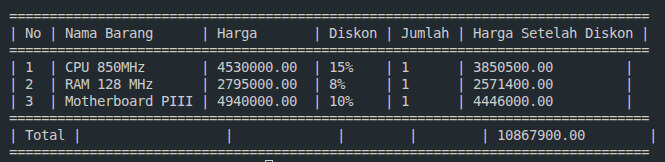 ================================================================================
| No | Nama Barang      | Harga       | Diskon | Jumlah | Harga Setelah Diskon |
================================================================================
| 1  | CPU 850MHz       | 4530000.00  | 15%    | 1      | 3850500.00         |
| 2  | RAM 128 MHz      | 2795000.00  | 8%     | 1      | 2571400.00         |
| 3  | Motherboard PIII | 4940000.00  | 10%    | 1      | 4446000.00         |
================================================================================
| Total |                  |             |        |         | 10867900.00        |
================================================================================